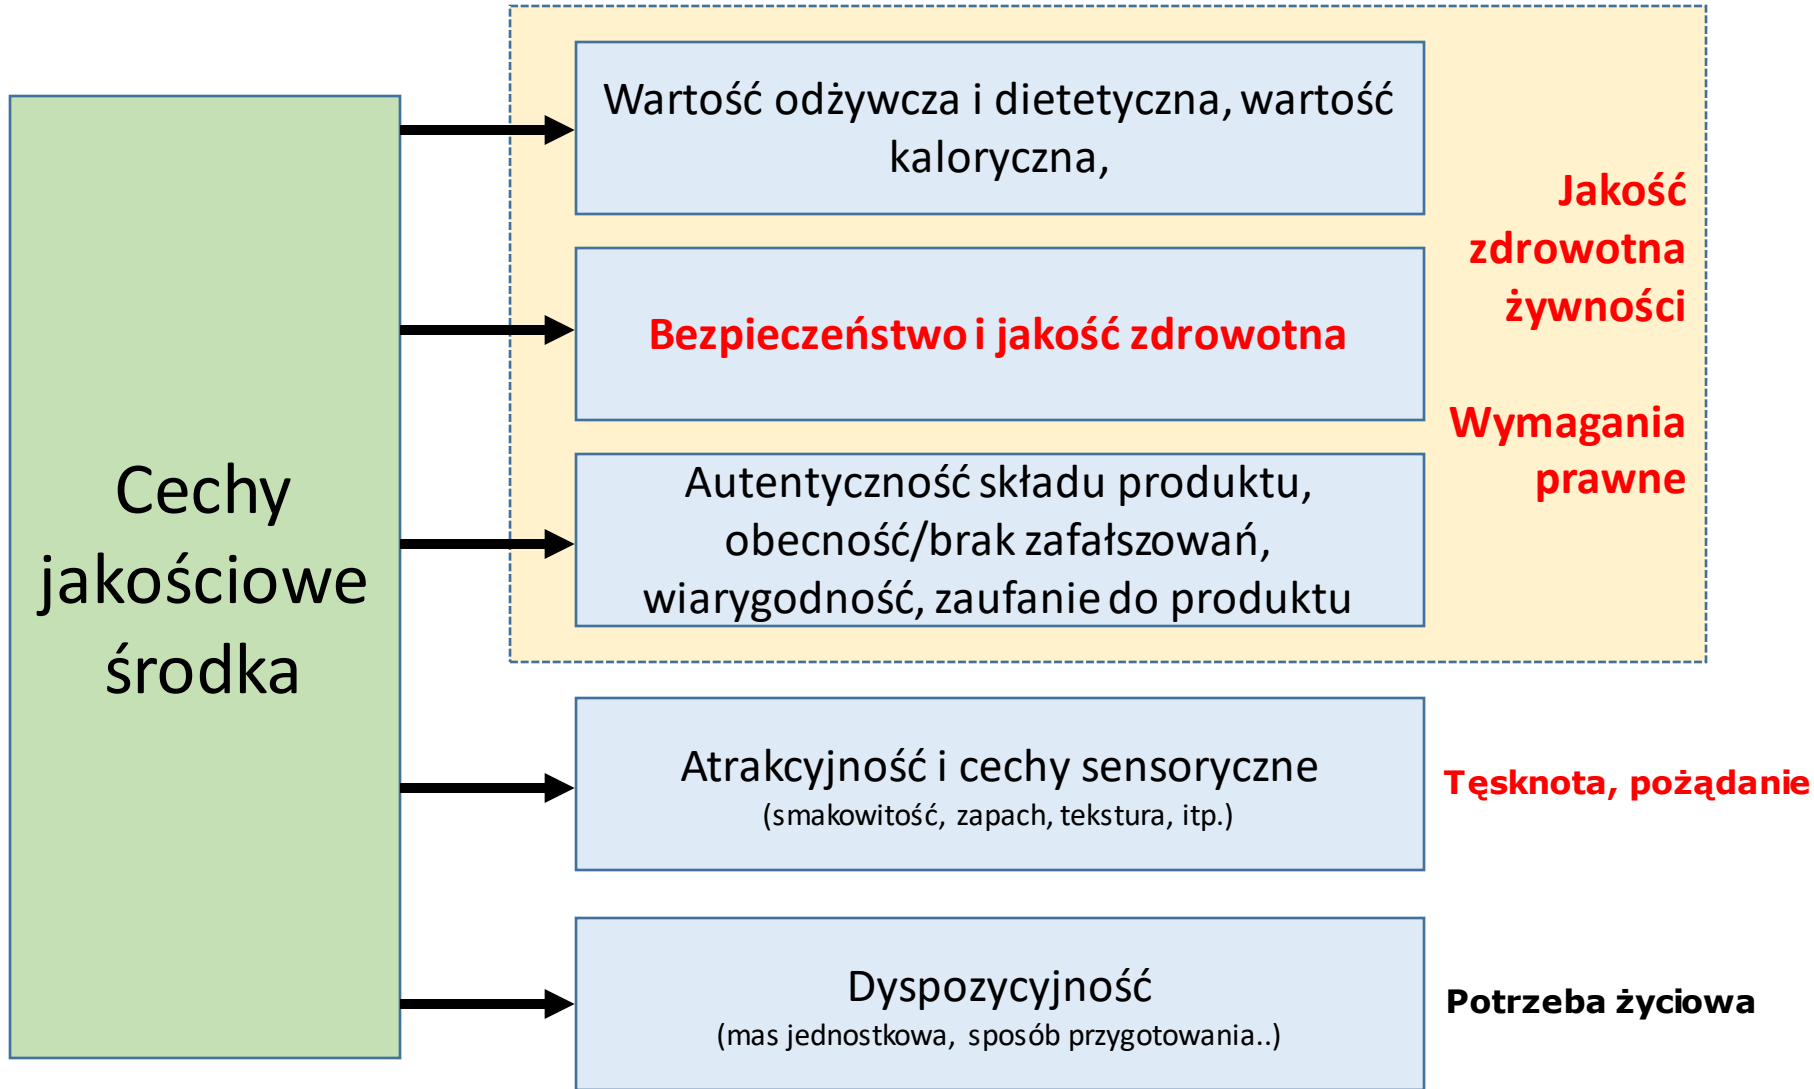 Cechy
jakościowe
środka
Wartość odżywcza i dietetyczna, wartość
kaloryczna,
Bezpieczeństwo i jakość zdrowotna
Autentyczność składu produktu,
obecność/brak zafałszowań,
wiarygodność, zaufanie do produktu
Jakość
zdrowotna
żywności
Wymagania
prawne
Atrakcyjność i cechy sensoryczne
(smakowitość, zapach, tekstura, itp.)
Tęsknota, pożądanie
Dyspozycyjność
(mas jednostkowa, sposób przygotowania..)
Potrzeba życiowa